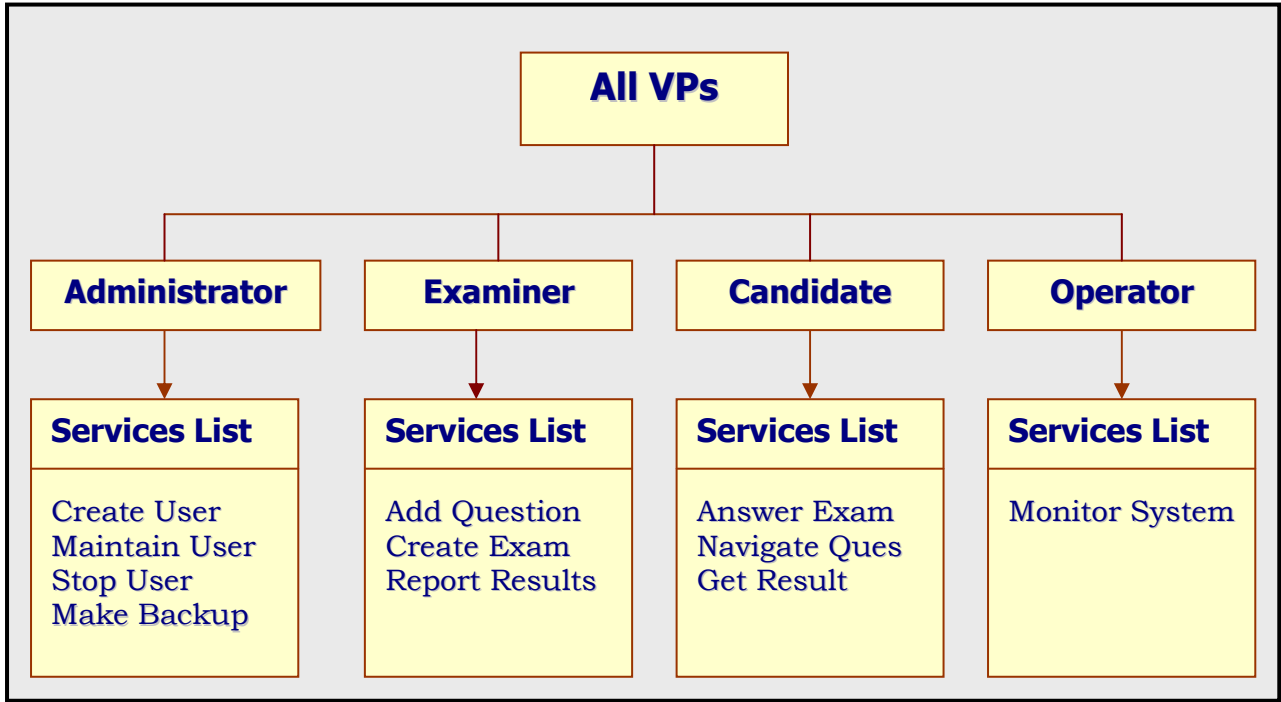 All VPs
Administrator
Examiner
Candidate
Operator
Services List
Create User
Maintain User
Stop User
Make Backup
Services List
Add Question
Create Exam
Report Results
Services List
Answer Exam
Navigate Ques
Get Result
Services List
Monitor System